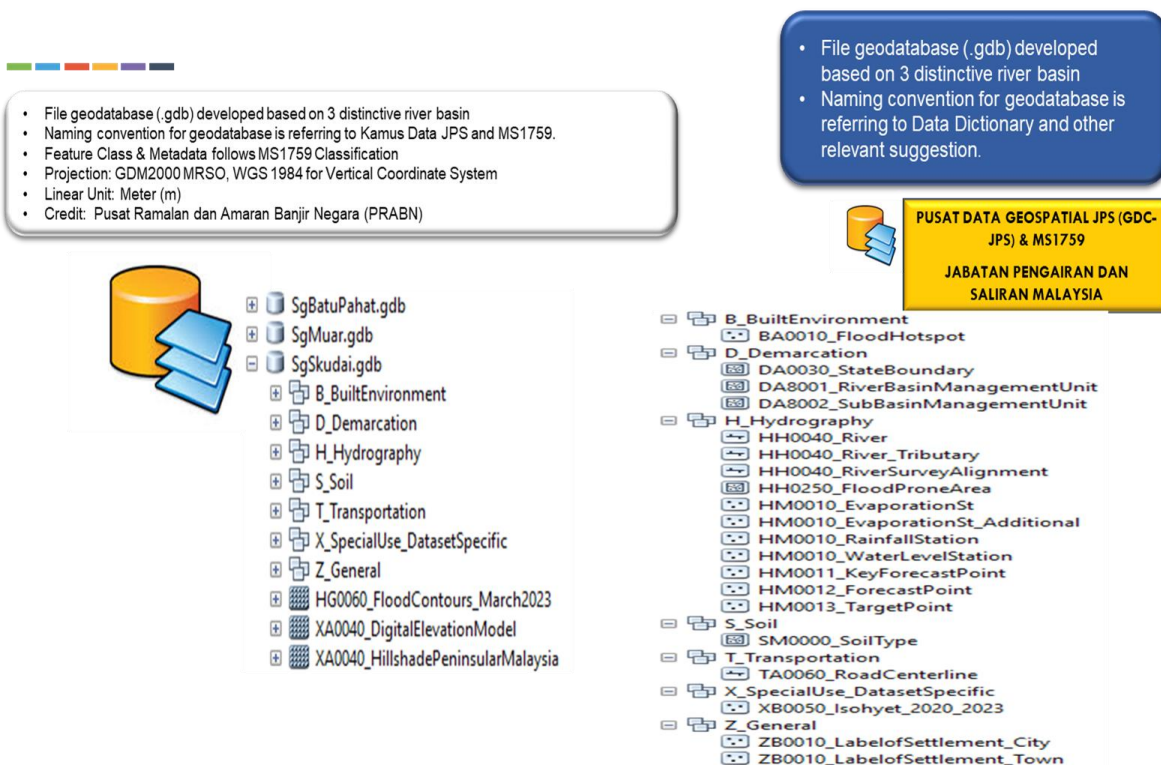 • File geodatabase (.gdb) developed based on 3 distinctive river basin
• Naming convention for geodatabase is referring to Kamus Data JPS and MS1759.
• Feature Class & Metadata follows MS1759 Classification
• Projection: GDM2000 MRSO, WGS 1984 for Vertical Coordinate System
• Linear Unit: Meter (m)
• Credit: Pusat Ramalan dan Amaran Banjir Negara (PRABN)
• File geodatabase (.gdb) developed
based on 3 distinctive river basin
• Naming convention for geodatabase is
referring to Data Dictionary and other
relevant suggestion.
PUSAT DATA GEOSPATIAL JPS (GDC-
JPS) & MS1759
JABATAN PENGAIRAN DAN
SALIRAN MALAYSIA
SgBatuPahat.gdb
SgMuar.gdb
SgSkudai.gdb
B_BuiltEnvironment
D_Demarcation
H_Hydrography
S_Soil
T_Transportation
X_SpecialUse_DatasetSpecific
Z_General
HG0060_FloodContours_March2023
XA0040_DigitalElevationModel
XA0040_HillshadePeninsularMalaysia
B_BuiltEnvironment
BA0010_FloodHotspot
D_Demarcation
DA0030_StateBoundary
DA8001_RiverBasinManagementUnit
DA8002_SubBasinManagementUnit
H_Hydrography
HH0040_River
HH0040_River_Tributary
HH0040_RiverSurveyAlignment
HH0250_FloodProneArea
HM0010_EvaporationSt
HM0010_EvaporationSt_Additional
HM0010_RainfallStation
HM0010_WaterLevelStation
HM0011_KeyForecastPoint
HM0012_ForecastPoint
HM0013_TargetPoint
S_Soil
SM0000_SoilType
T_Transportation
TA0060_RoadCenterline
X_SpecialUse_DatasetSpecific
XB0050_Isohyet_2020_2023
Z_General
ZB0010_LabelofSettlement_City
ZB0010_LabelofSettlement_Town